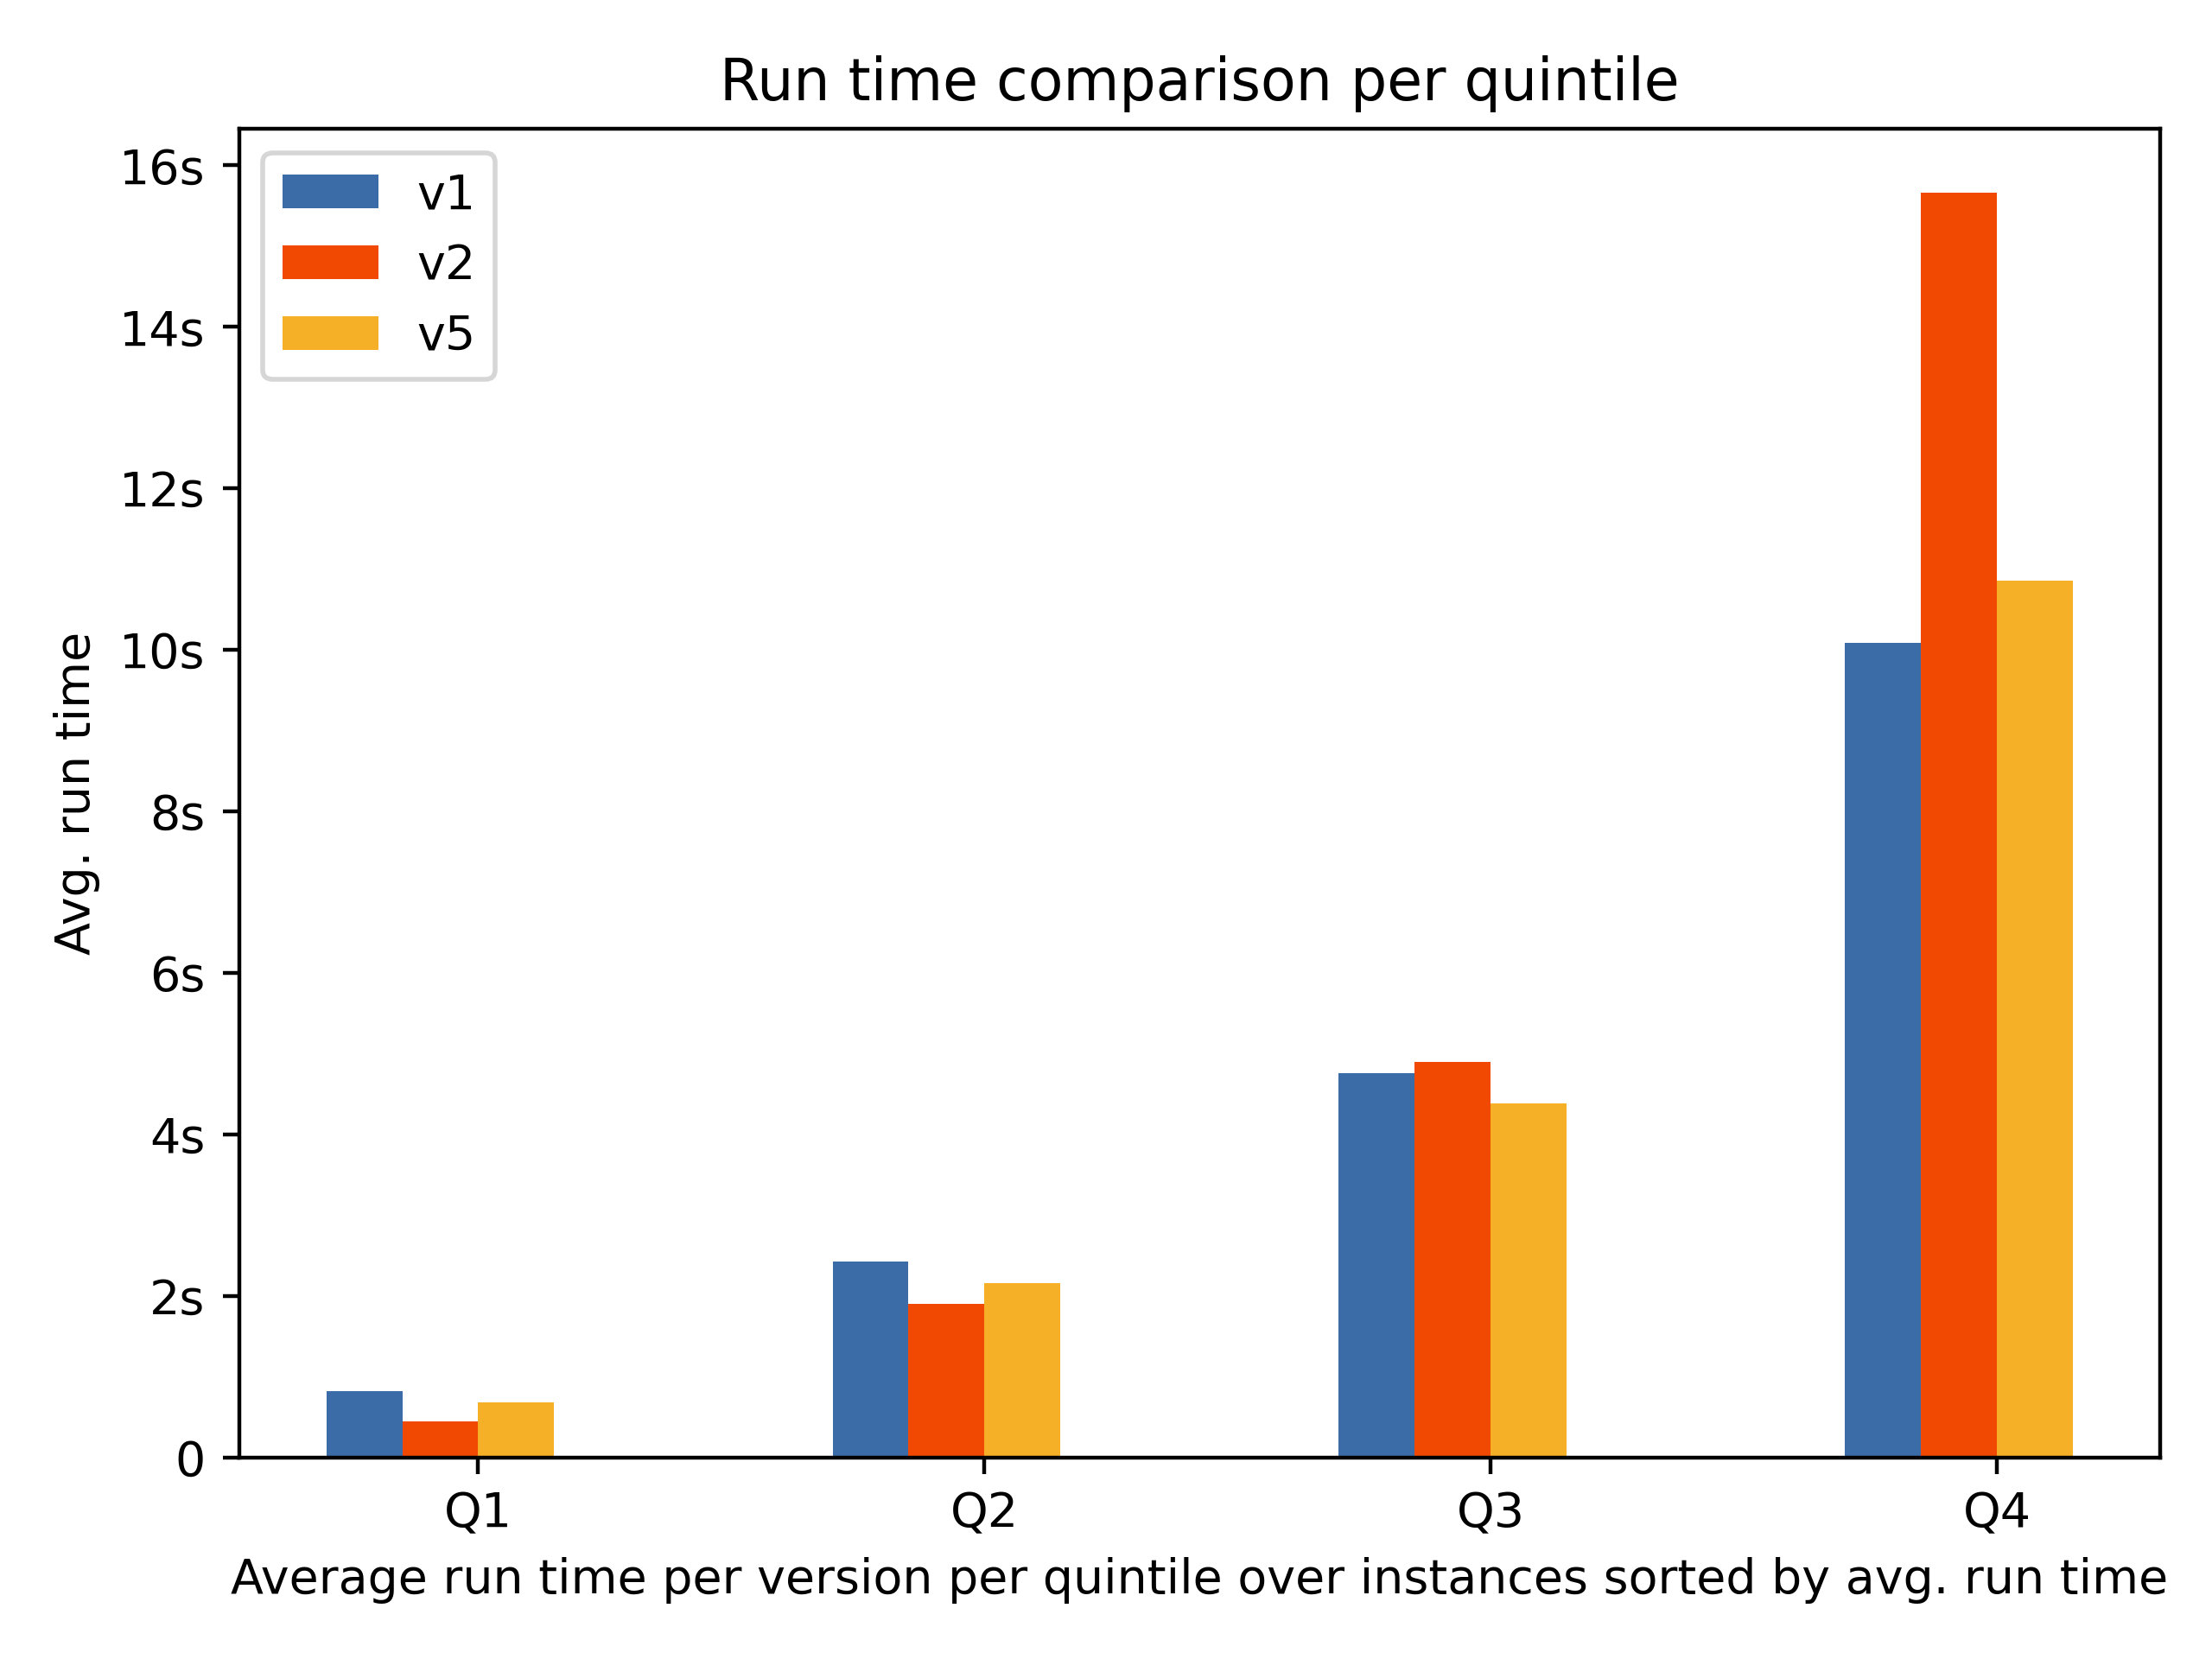 Run time comparison per quintile
v1
v2
v5
16s
14s
12s
10s
8s
6s
4s
2s
0
Avg. run time
Q1 Q2 Q3 Q4
Average run time per version per quintile over instances sorted by avg. run time